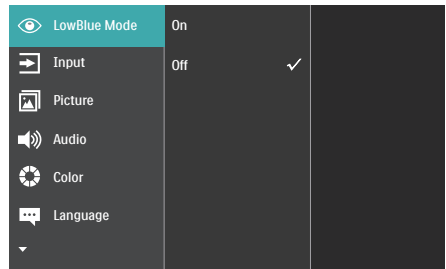 LowBlue Mode
On
Input
Off
Picture
Audio
Color
Language